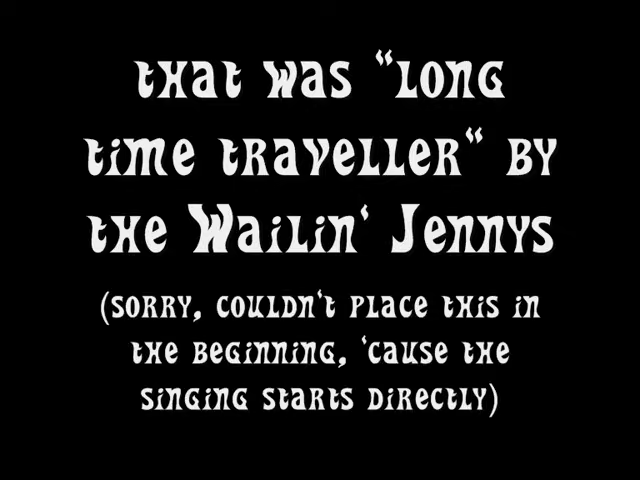 that was "long
time traveller" by
the Wailin' Jennys
(sorry, couldn't place this in
the beginning, 'cause the
singing starts directly)